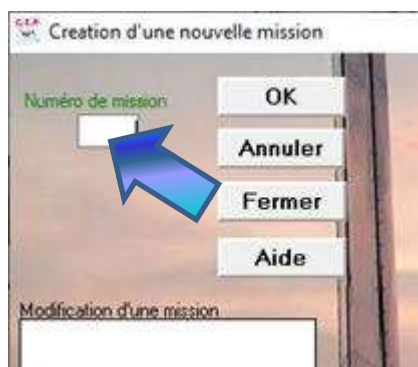 Creation d'une nouvelle mission
Numéro de mission
OK
Annuler
Fermer
Aide
Modification d'une mission